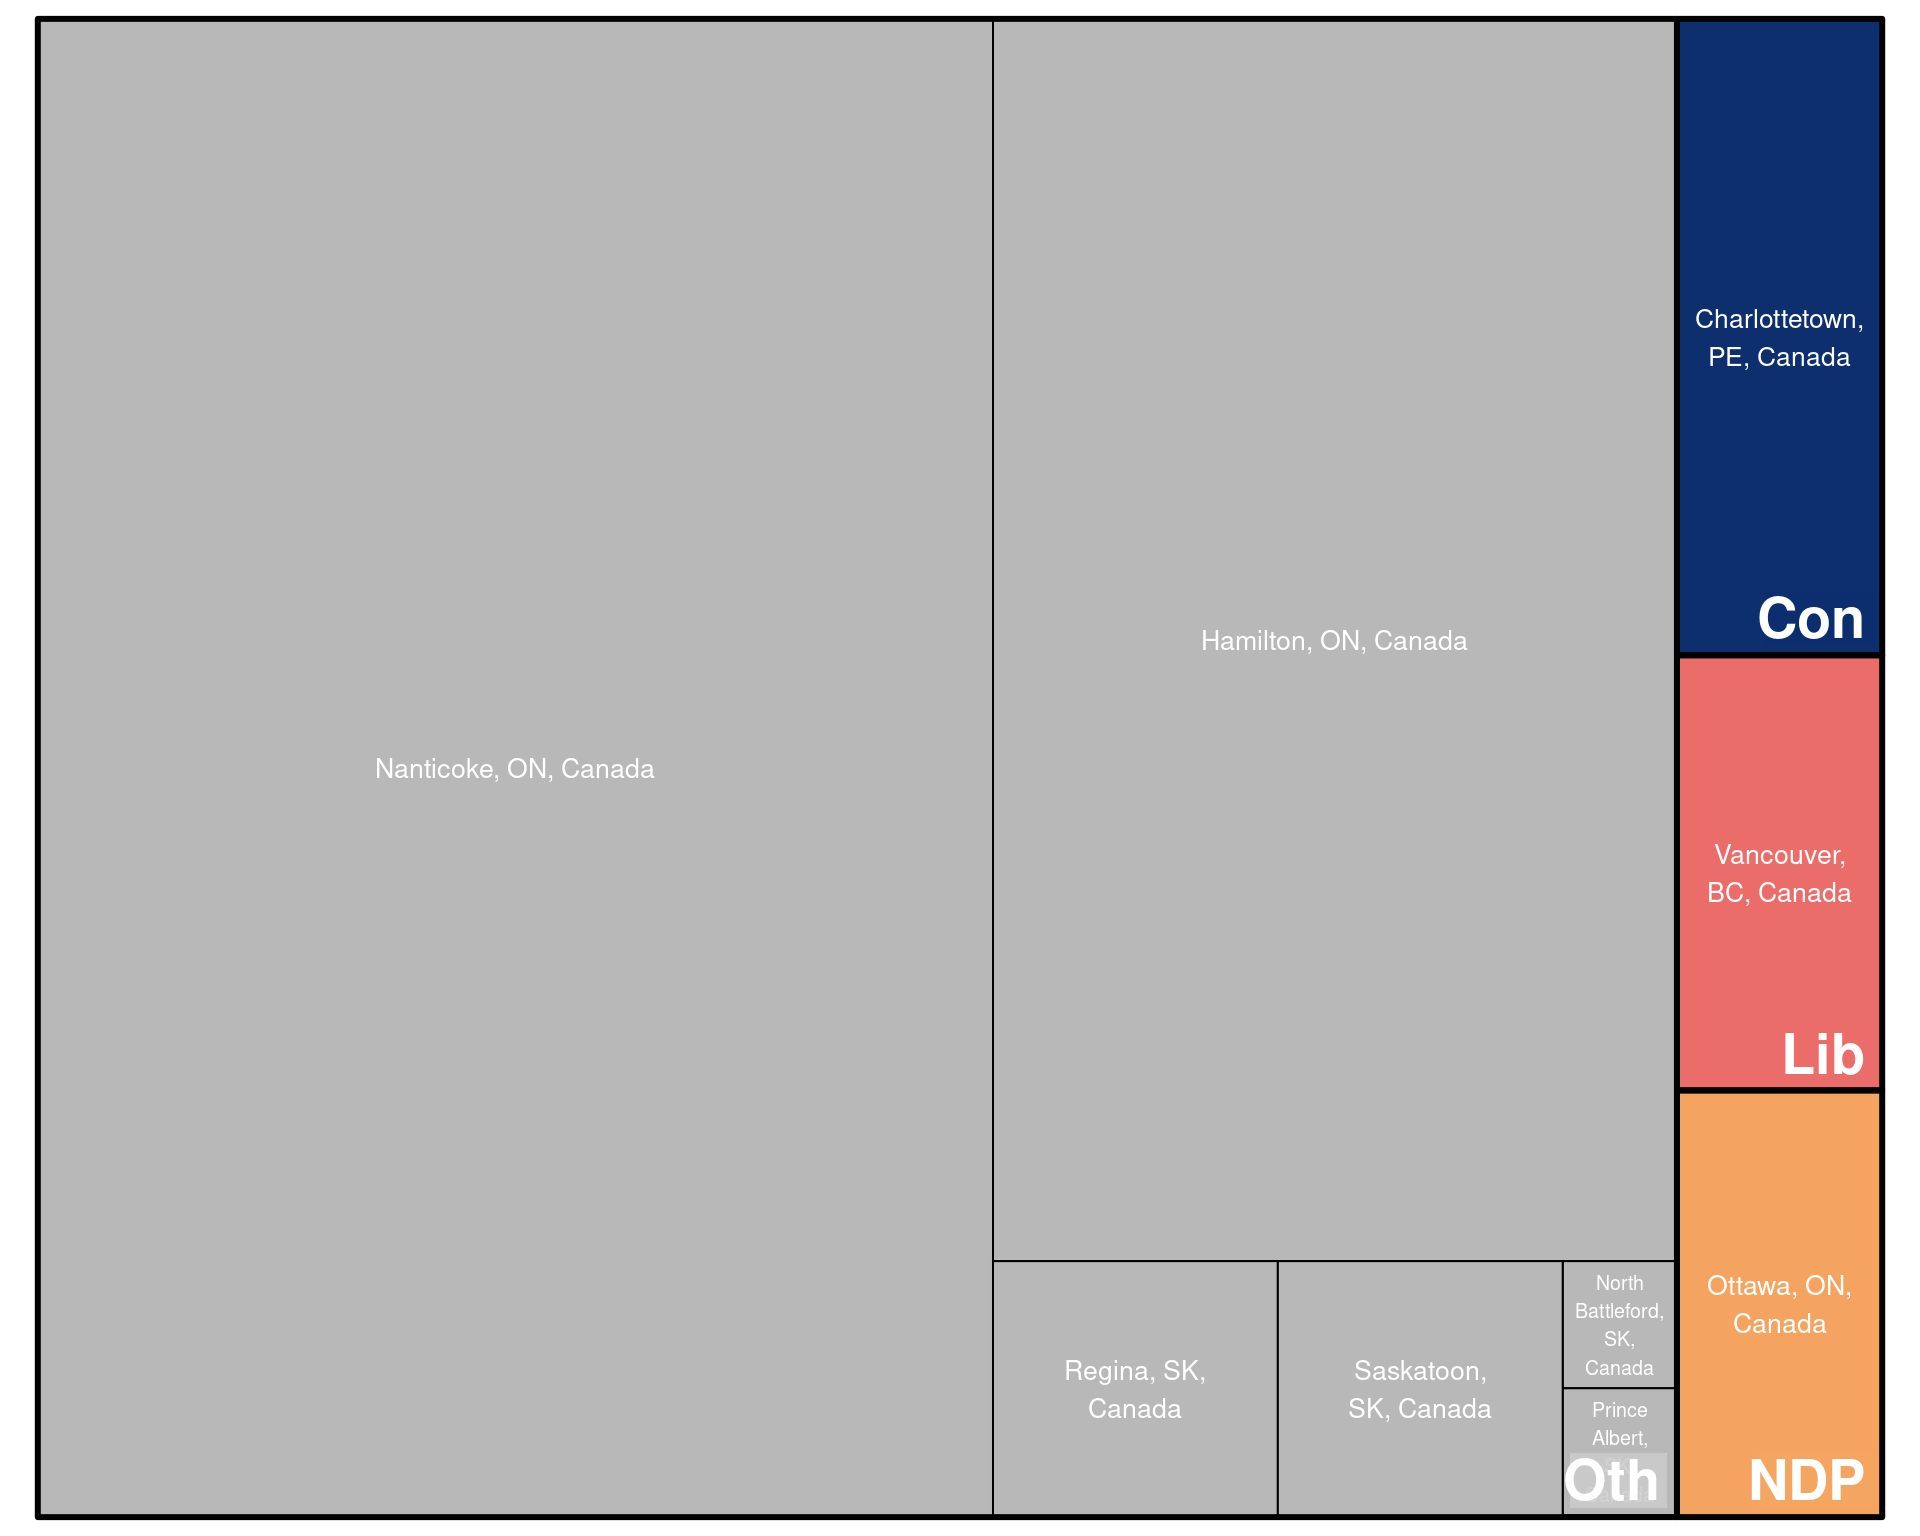 Nanticoke, ON, Canada
Hamilton, ON, Canada
Regina, SK,
Canada
Saskatoon,
SK, Canada
North
Battleford,
SK,
Canada
Prince
Albert,
Oth
Charlottetown,
PE, Canada
Con
Vancouver,
BC, Canada
Lib
Ottawa, ON,
Canada
NDP